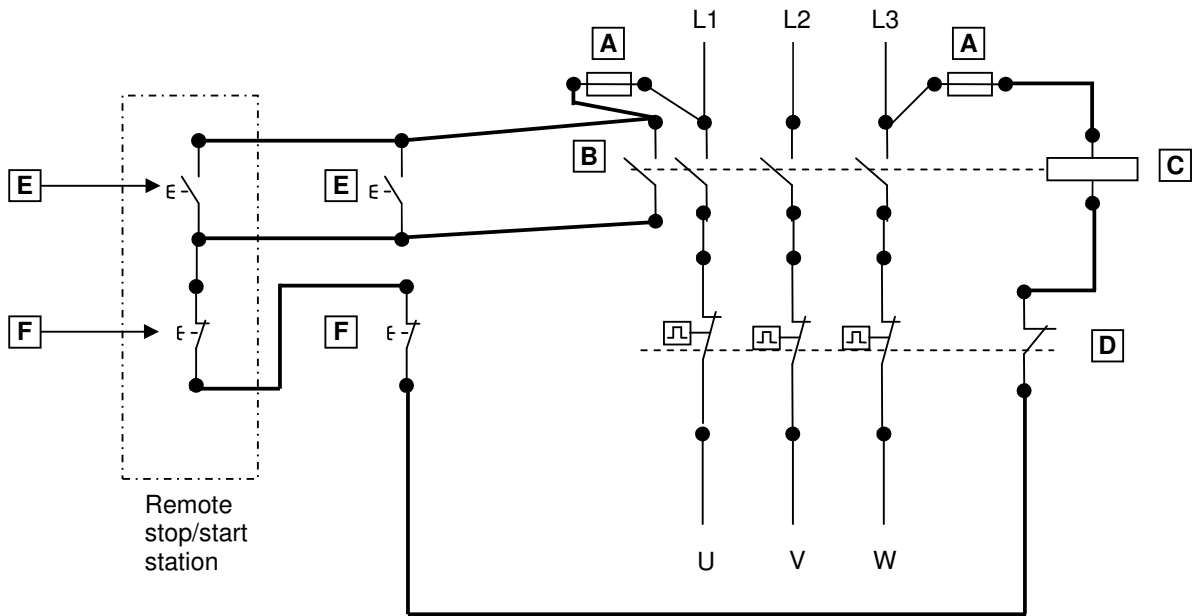 L1 L2 L3
A A
B C
E E
F F D
Remote
stop/start
station
U V W